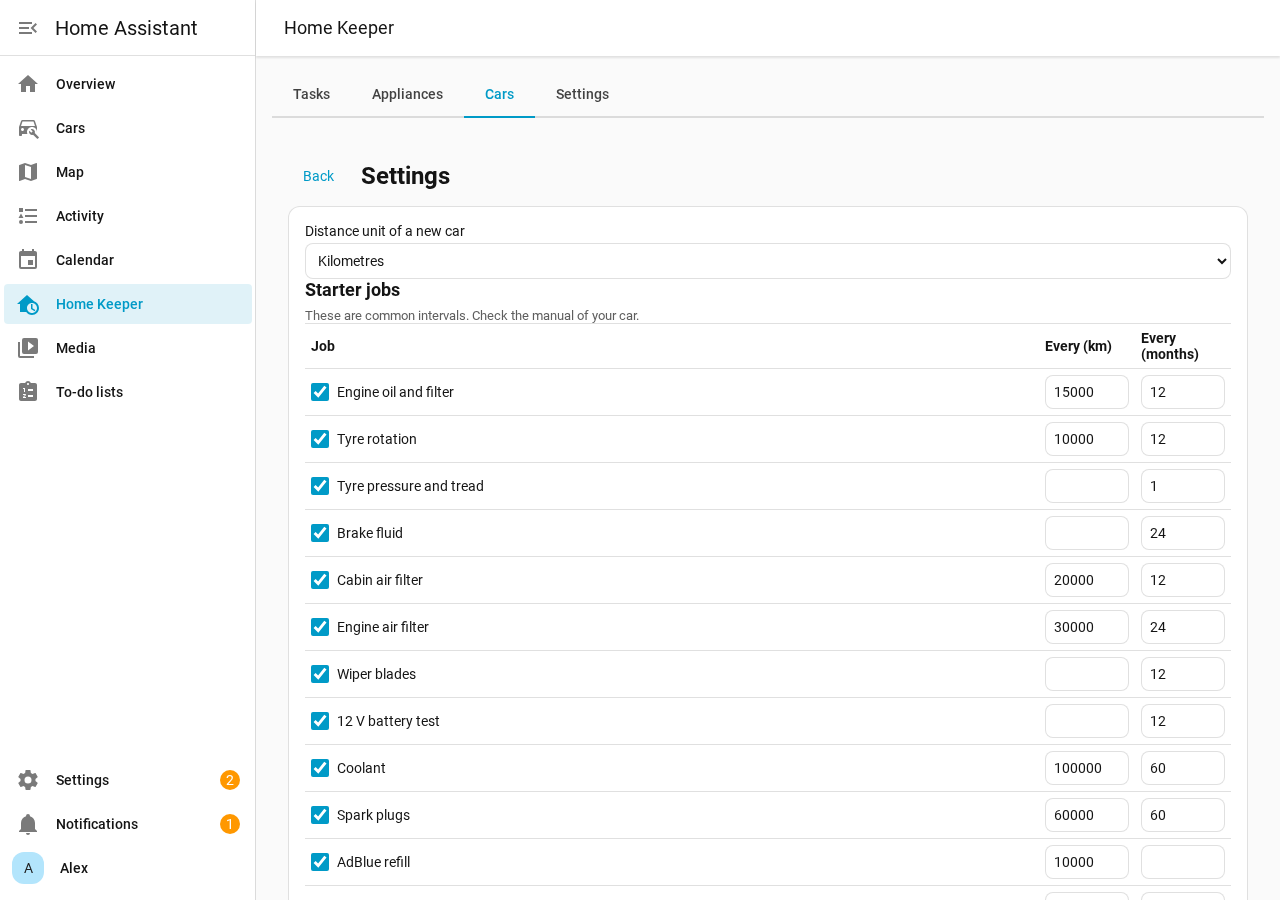 Home Assistant
Home Keeper
Overview
Cars
Map
Activity
Calendar
Home Keeper
Media
To-do lists
Settings 2
Notifications 1
A Alex
Tasks Appliances Cars Settings
Back Settings
Distance unit of a new car
Kilometres
Starter jobs
These are common intervals. Check the manual of your car.
Job Every (km) Every (months)
Engine oil and filter 15000 12
Tyre rotation 10000 12
Tyre pressure and tread 1
Brake fluid 24
Cabin air filter 20000 12
Engine air filter 30000 24
Wiper blades 12
12 V battery test 12
Coolant 100000 60
Spark plugs 60000 60
AdBlue refill 10000